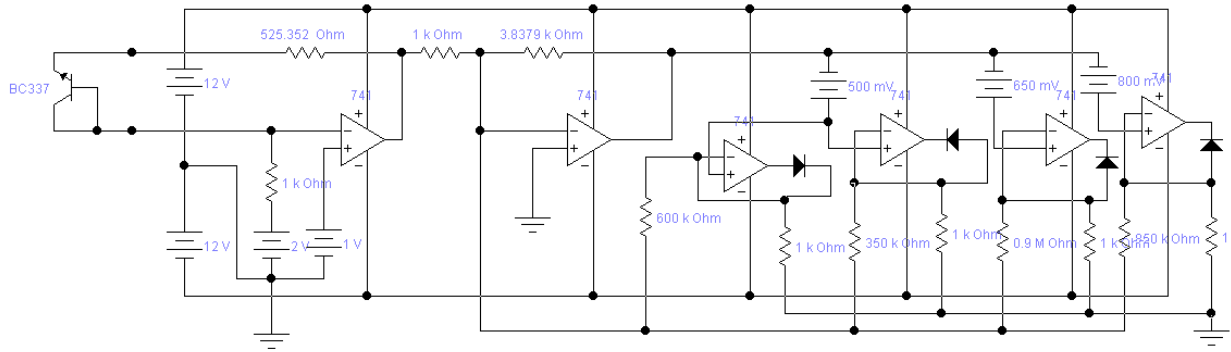 525.352 Ohm
1 k Ohm
3.8379 k Ohm
BC337
12 V
500 mV
650 mV
800 mV
741
741
741
741
741
741
1 k Ohm
600 k Ohm
12 V
2 V
1 V
1 k Ohm
350 k Ohm
1 k Ohm
0.9 M Ohm
1 k Ohm
850 k Ohm
1